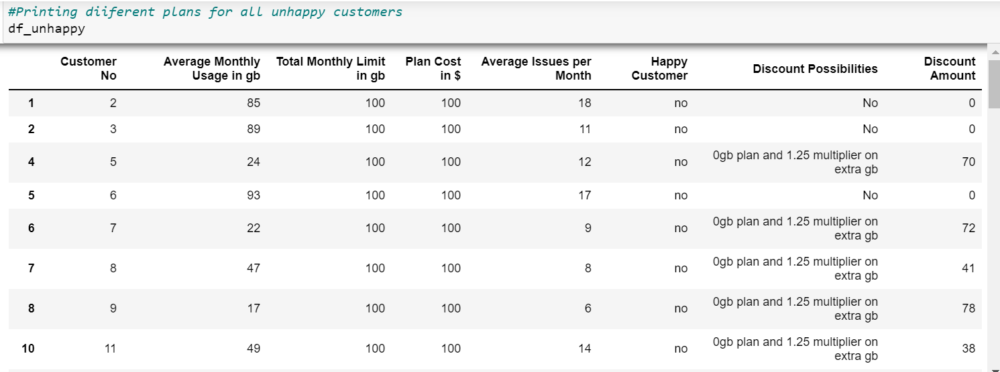 #Printing diiferent plans for all unhappy customers
df_unhappy
Customer No Average Monthly Usage in gb Total Monthly Limit in gb Plan Cost in $ Average Issues per Month Happy Customer Discount Possibilities Discount Amount
1 2 85 100 100 18 no No 0
2 3 89 100 100 11 no No 0
4 5 24 100 100 12 no 0gb plan and 1.25 multiplier on extra gb 70
5 6 93 100 100 17 no No 0
6 7 22 100 100 9 no 0gb plan and 1.25 multiplier on extra gb 72
7 8 47 100 100 8 no 0gb plan and 1.25 multiplier on extra gb 41
8 9 17 100 100 6 no 0gb plan and 1.25 multiplier on extra gb 78
10 11 49 100 100 14 no 0gb plan and 1.25 multiplier on extra gb 38